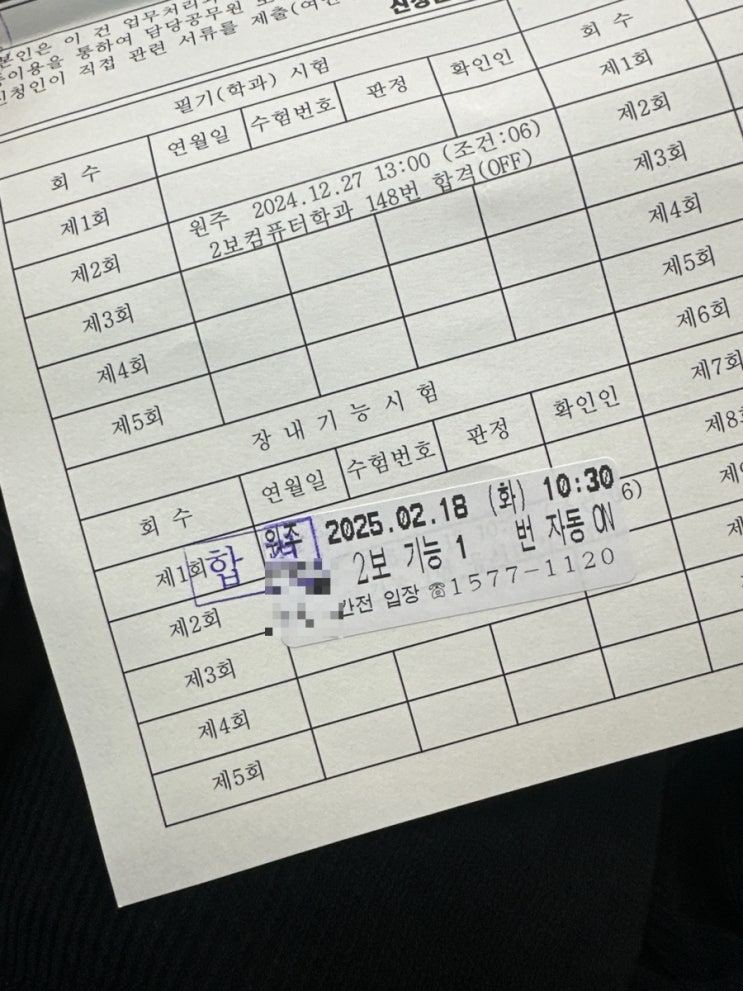 본인은 이 건 업무처리와
동이용을 통하여 담당공무원
신청인이 직접 관련 서류를 제출(
필기(학과) 시험
회 수 연월일 수험번호 판정 확인인
제1회 원주 2024.12.27 13:00 (조건:06)
2보컴퓨터학과 148번 합격(OFF)
제2회
제3회
제4회
제5회
장 내 기 능 시 험
회 수 연월일 수험번호 판정 확인인
제1회 합 원주 2025.02.18 (화) 10:30 6)
2보 기능 1 번 자동 ON
간전 입장 ☏1577-1120
제2회
제3회
제4회
제5회
회 수
제1회
제2회
제3회
제4회
제5회
제6회
제7회
제8
제
제